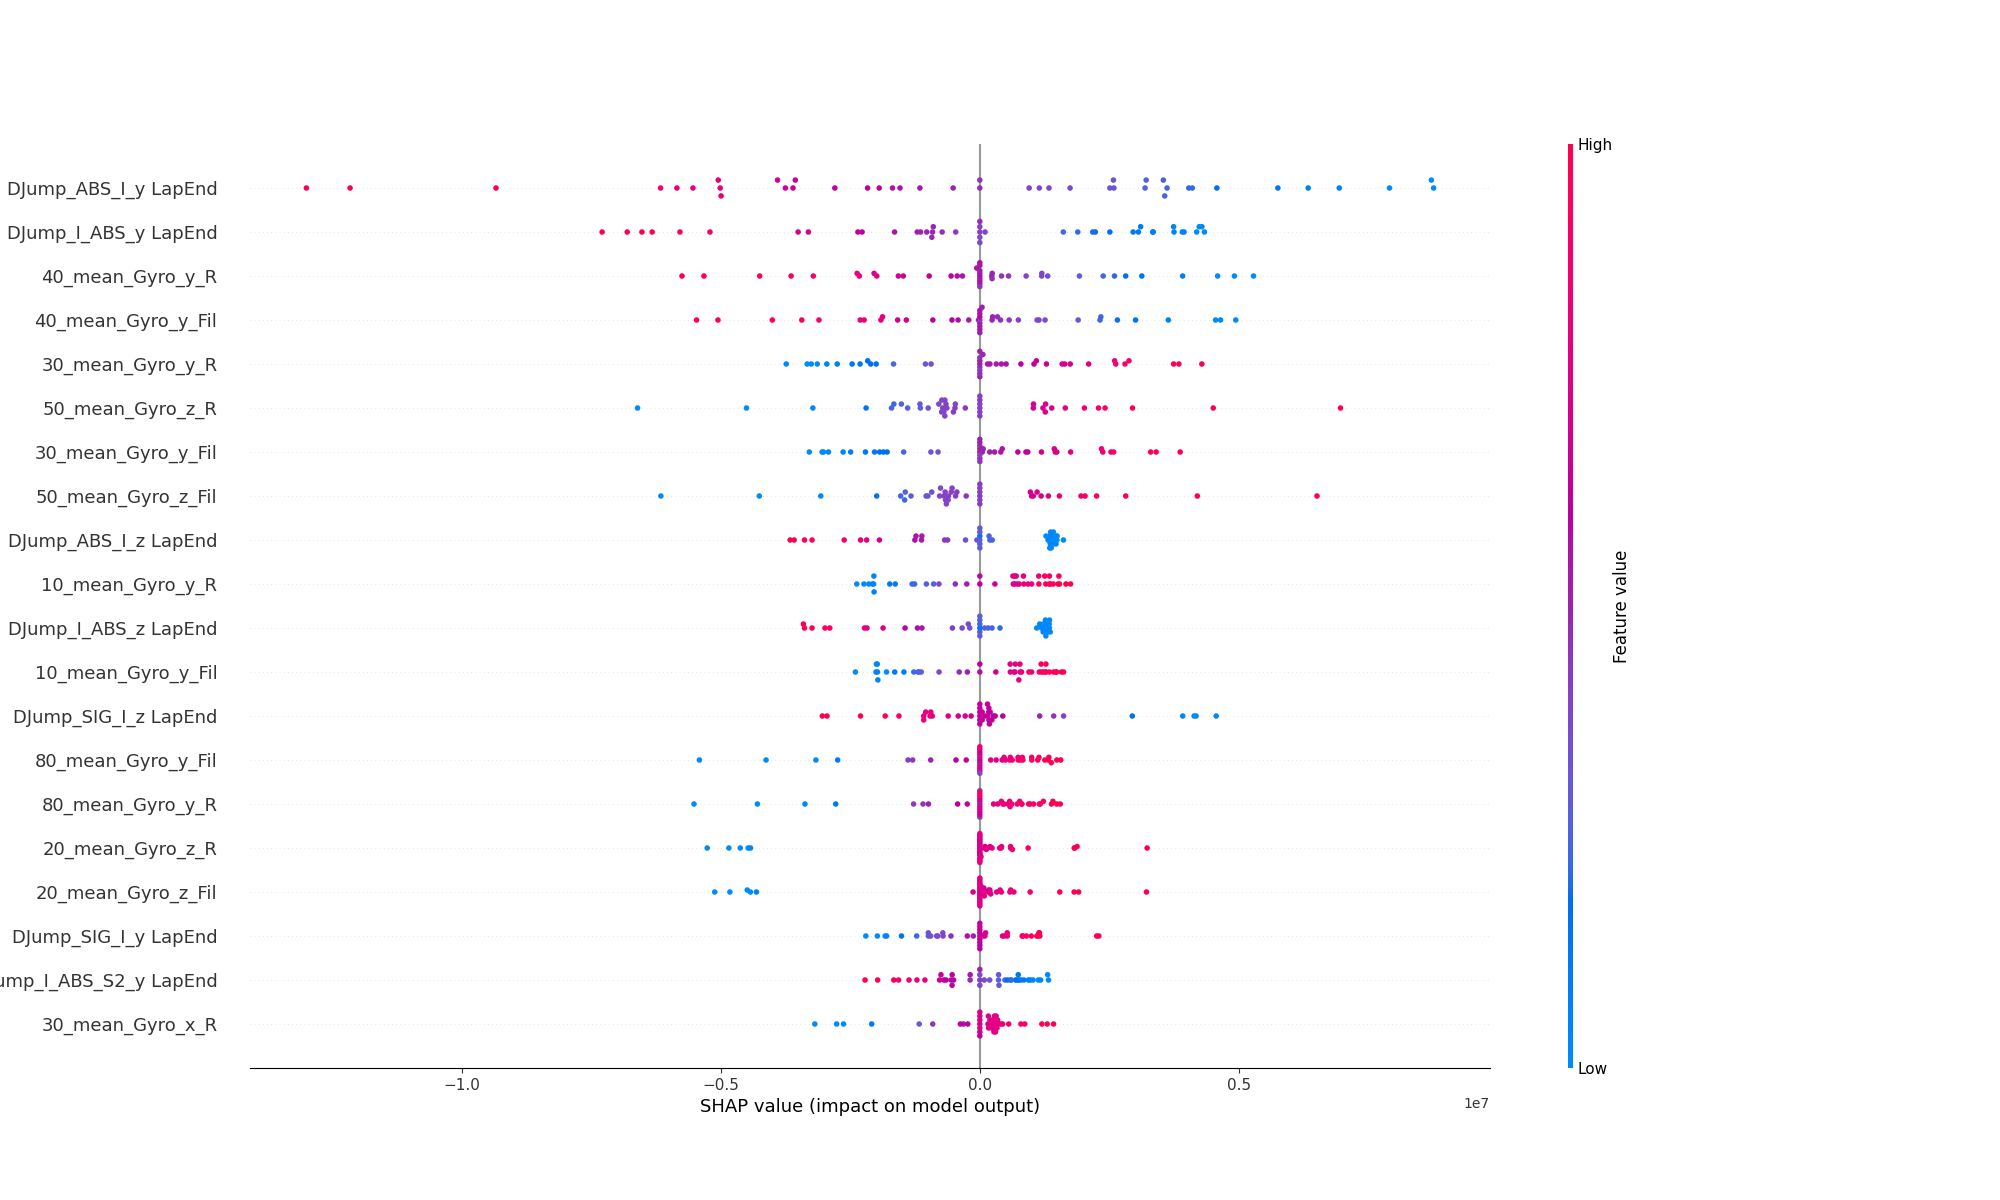 High
DJump_ABS_I_y LapEnd
DJump_I_ABS_y LapEnd
40_mean_Gyro_y_R
40_mean_Gyro_y_Fil
30_mean_Gyro_y_R
50_mean_Gyro_z_R
30_mean_Gyro_y_Fil
50_mean_Gyro_z_Fil
DJump_ABS_I_z LapEnd
10_mean_Gyro_y_R
DJump_I_ABS_z LapEnd
10_mean_Gyro_y_Fil
DJump_SIG_I_z LapEnd
80_mean_Gyro_y_Fil
80_mean_Gyro_y_R
20_mean_Gyro_z_R
20_mean_Gyro_z_Fil
DJump_SIG_I_y LapEnd
ump_I_ABS_S2_y LapEnd
30_mean_Gyro_x_R
Feature value
Low
−1.0 −0.5 0.0 0.5
1e7
SHAP value (impact on model output)